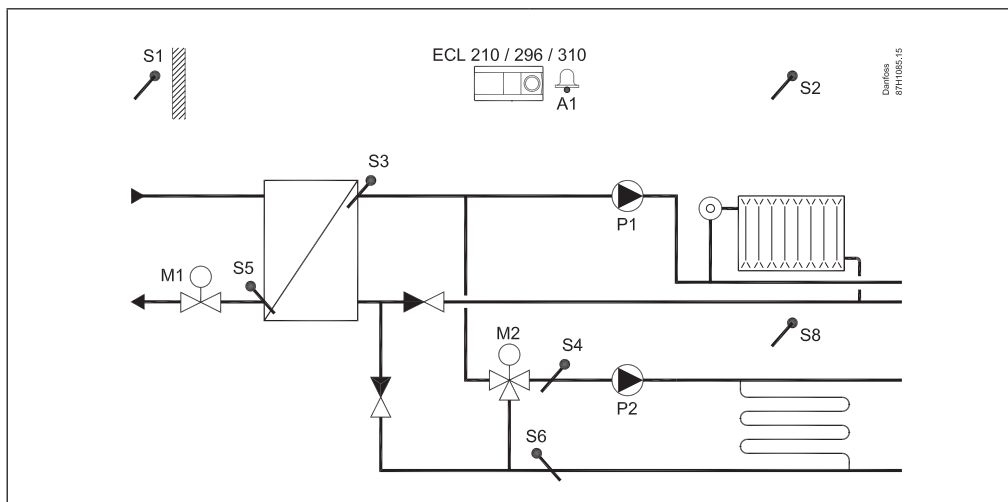 S1
ECL 210 / 296 / 310
A1
S2
Danfoss
87H1085.15
S3
P1
M1
S5
M2
S4
S8
P2
S6